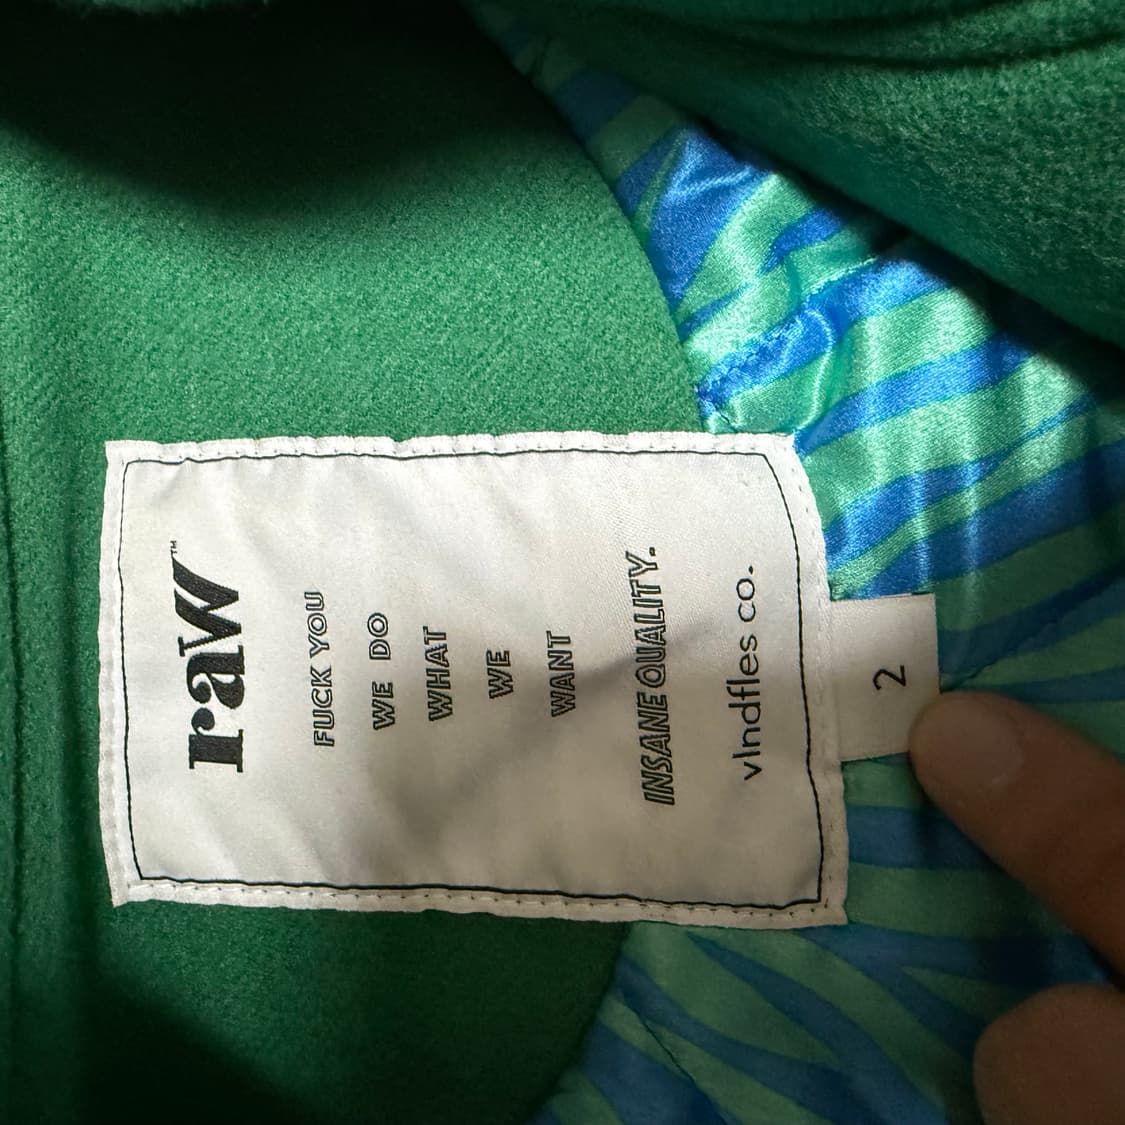 raw™
FUCK YOU
WE DO
WHAT
WE
WANT
INSANE QUALITY.
vlndfles co.
2